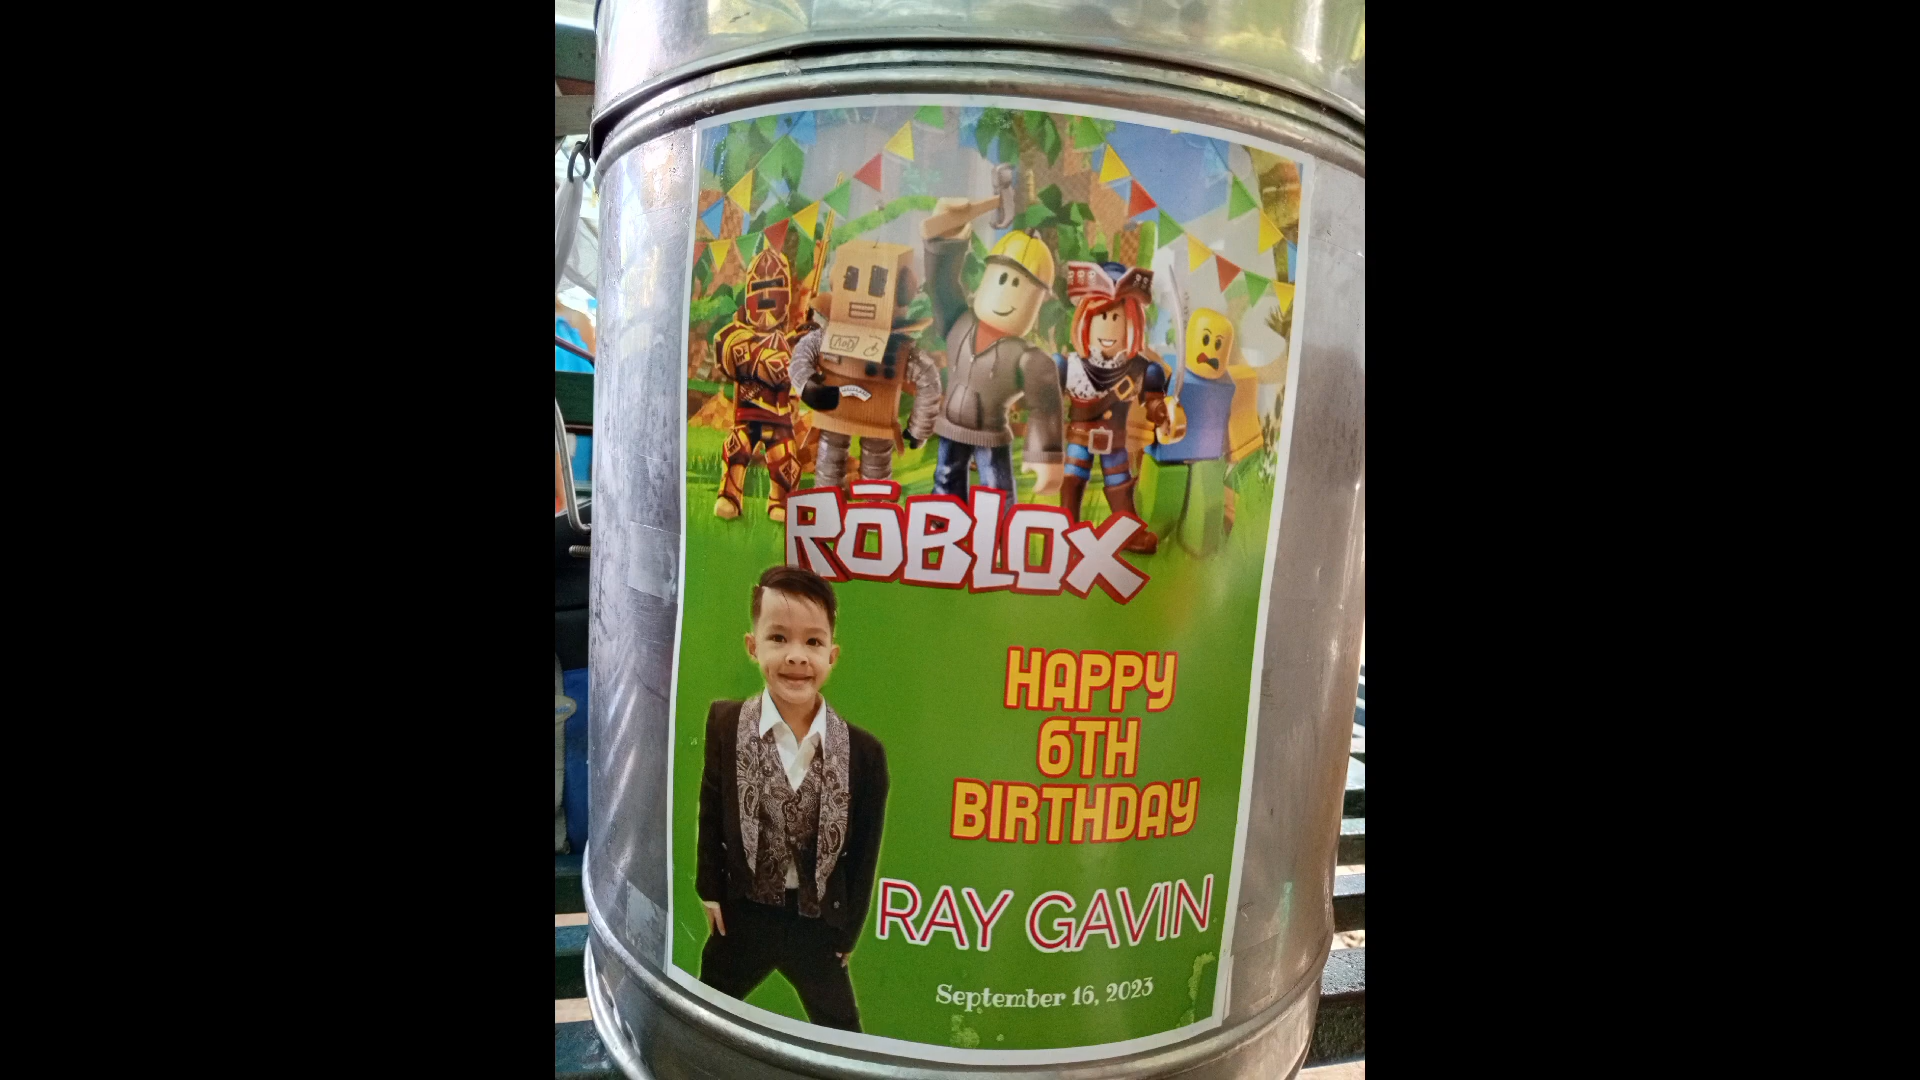 RŌBLOX
HAPPY
6TH
BIRTHDAY
RAY GAVIN
September 16, 2023